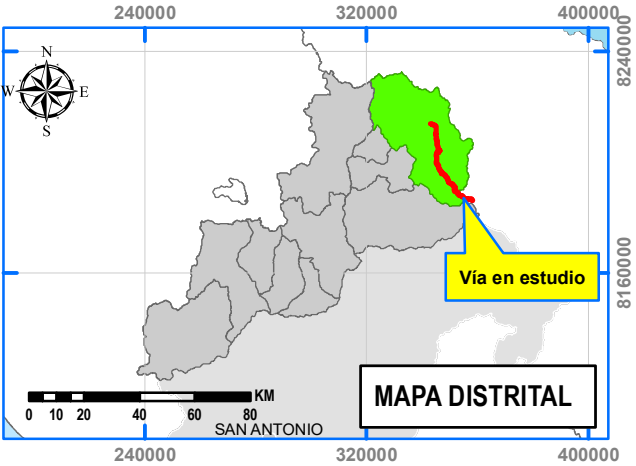 240000 320000 400000
8240000
N
W E
S
Vía en estudio
8160000
MAPA DISTRITAL
KM
0 10 20 40 60 80
SAN ANTONIO
240000 320000 400000